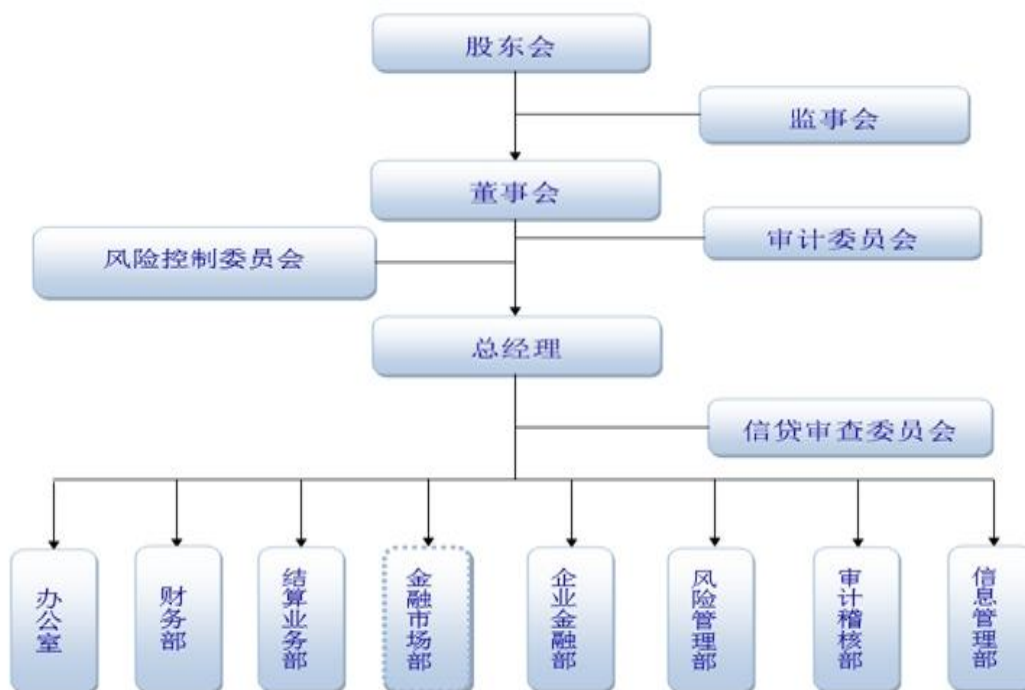 股东会
监事会
董事会
审计委员会
风险控制委员会
总经理
信贷审查委员会
办公室
财务部
结算业务部
金融市场部
企业金融部
风险管理部
审计稽核部
信息管理部